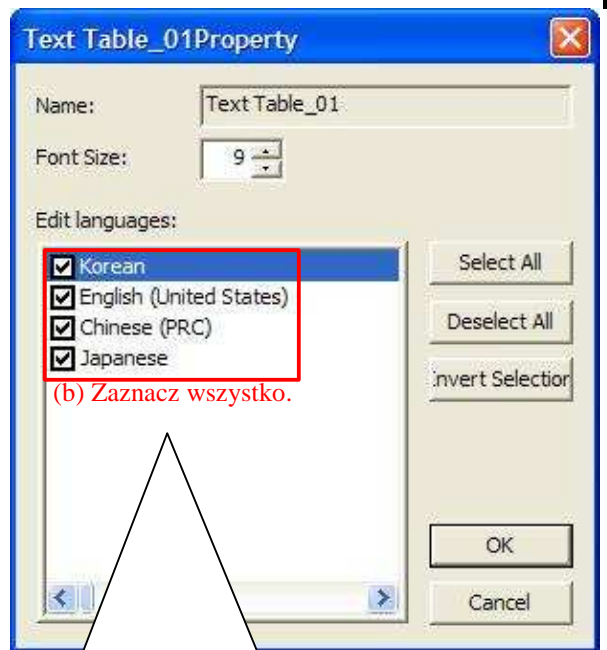 Text Table_01Property
Name: Text Table_01
Font Size: 9
Edit languages:
Korean
English (United States)
Chinese (PRC)
Japanese
(b) Zaznacz wszystko.
Select All
Deselect All
nvert Selection
OK
Cancel